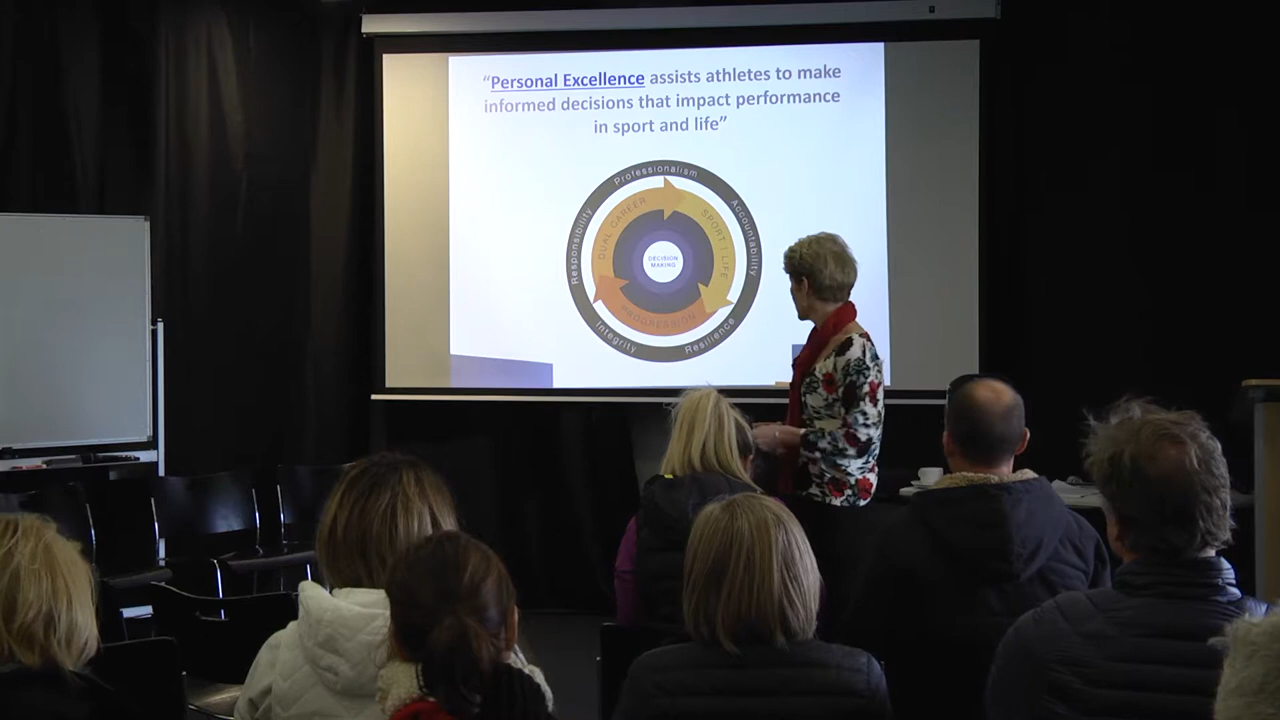 “Personal Excellence assists athletes to make
informed decisions that impact performance
in sport and life”
Professionalism
Responsibility
Accountability
DUAL CAREER
SPORT | LIFE
DECISION
MAKING
PROGRESSION
Integrity
Resilience